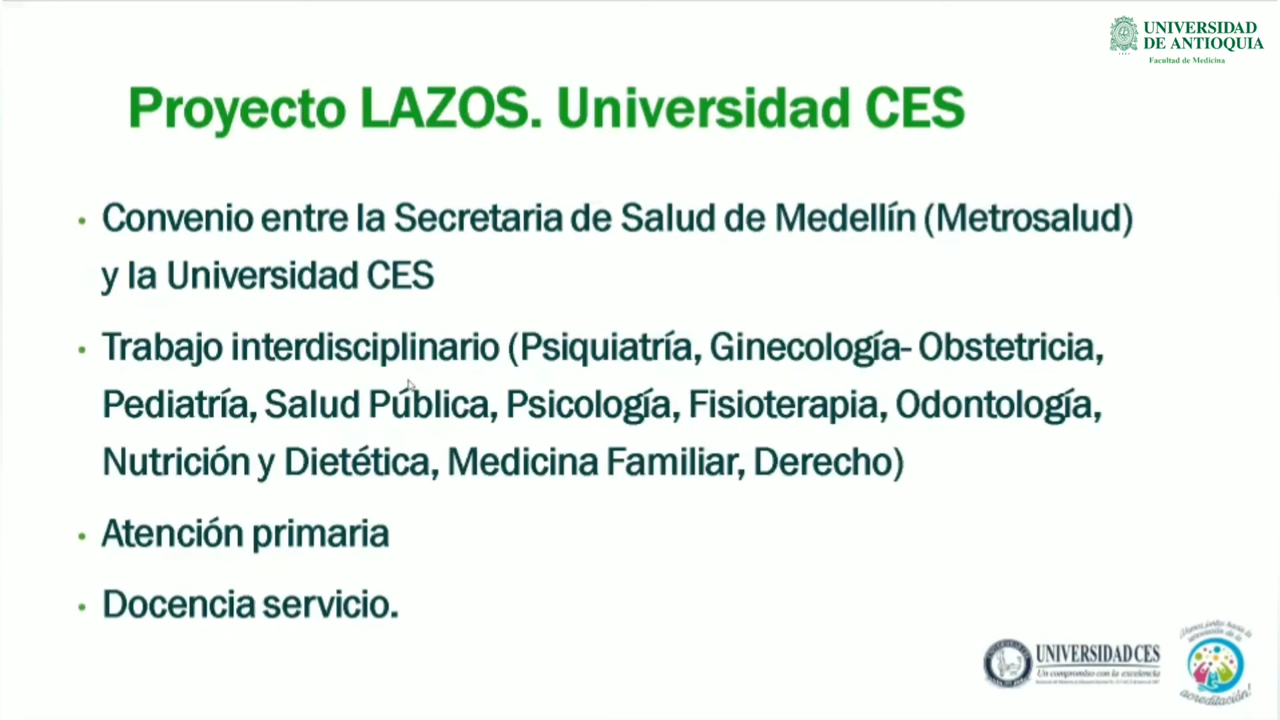 UNIVERSIDAD
DE ANTIOQUIA
Facultad de Medicina
Proyecto LAZOS. Universidad CES
• Convenio entre la Secretaria de Salud de Medellín (Metrosalud)
y la Universidad CES
• Trabajo interdisciplinario (Psiquiatría, Ginecología- Obstetricia,
Pediatría, Salud Pública, Psicología, Fisioterapia, Odontología,
Nutrición y Dietética, Medicina Familiar, Derecho)
• Atención primaria
• Docencia servicio.
UNIVERSIDAD CES
Un compromiso con la excelencia
acreditación!